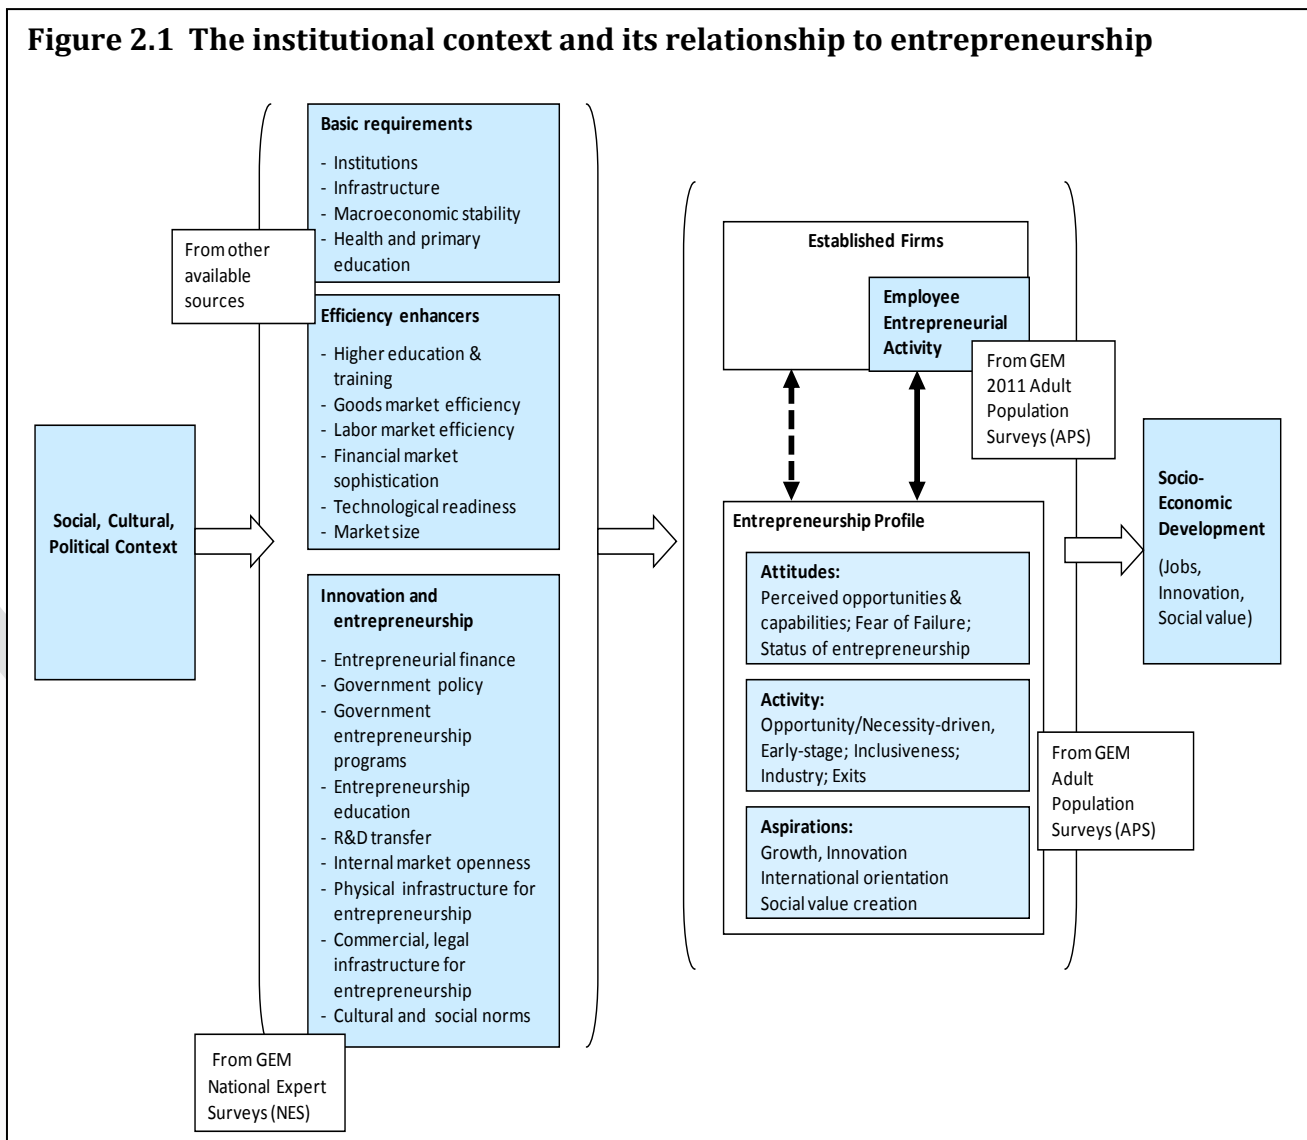 Figure 2.1 The institutional context and its relationship to entrepreneurship
Social, Cultural,
Political Context
From other
available
sources
Basic requirements
- Institutions
- Infrastructure
- Macroeconomic stability
- Health and primary
education
Efficiency enhancers
- Higher education &
training
- Goods market efficiency
- Labor market efficiency
- Financial market
sophistication
- Technological readiness
- Market size
Innovation and
entrepreneurship
- Entrepreneurial finance
- Government policy
- Government
entrepreneurship
programs
- Entrepreneurship
education
- R&D transfer
- Internal market openness
- Physical infrastructure for
entrepreneurship
- Commercial, legal
infrastructure for
entrepreneurship
- Cultural and social norms
From GEM
National Expert
Surveys (NES)
Established Firms
Employee
Entrepreneurial
Activity
From GEM
2011 Adult
Population
Surveys (APS)
Entrepreneurship Profile
Attitudes:
Perceived opportunities &
capabilities; Fear of Failure;
Status of entrepreneurship
Activity:
Opportunity/Necessity-driven,
Early-stage; Inclusiveness;
Industry; Exits
Aspirations:
Growth, Innovation
International orientation
Social value creation
From GEM
Adult
Population
Surveys (APS)
Socio-
Economic
Development
(Jobs,
Innovation,
Social value)